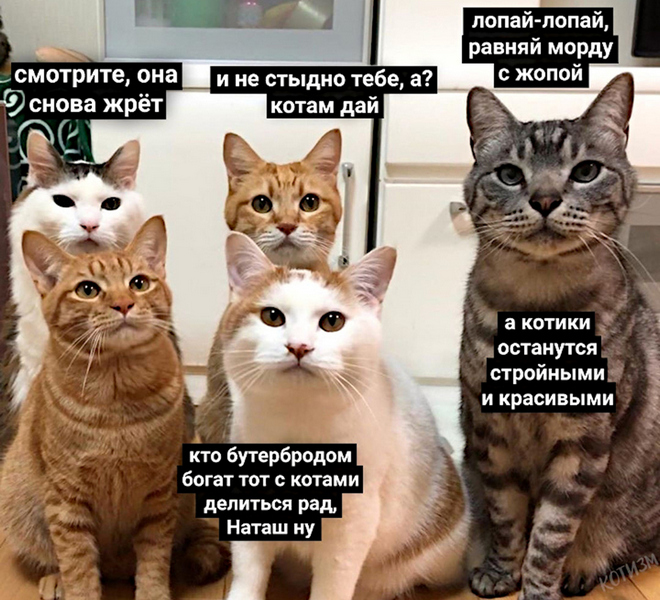 смотрите, она
снова жрёт
и не стыдно тебе, а?
котам дай
лопай-лопай,
равняй морду
с жопой
а котики
останутся
стройными
и красивыми
кто бутербродом
богат тот с котами
делиться рад,
Наташ ну
КОТИЗМ